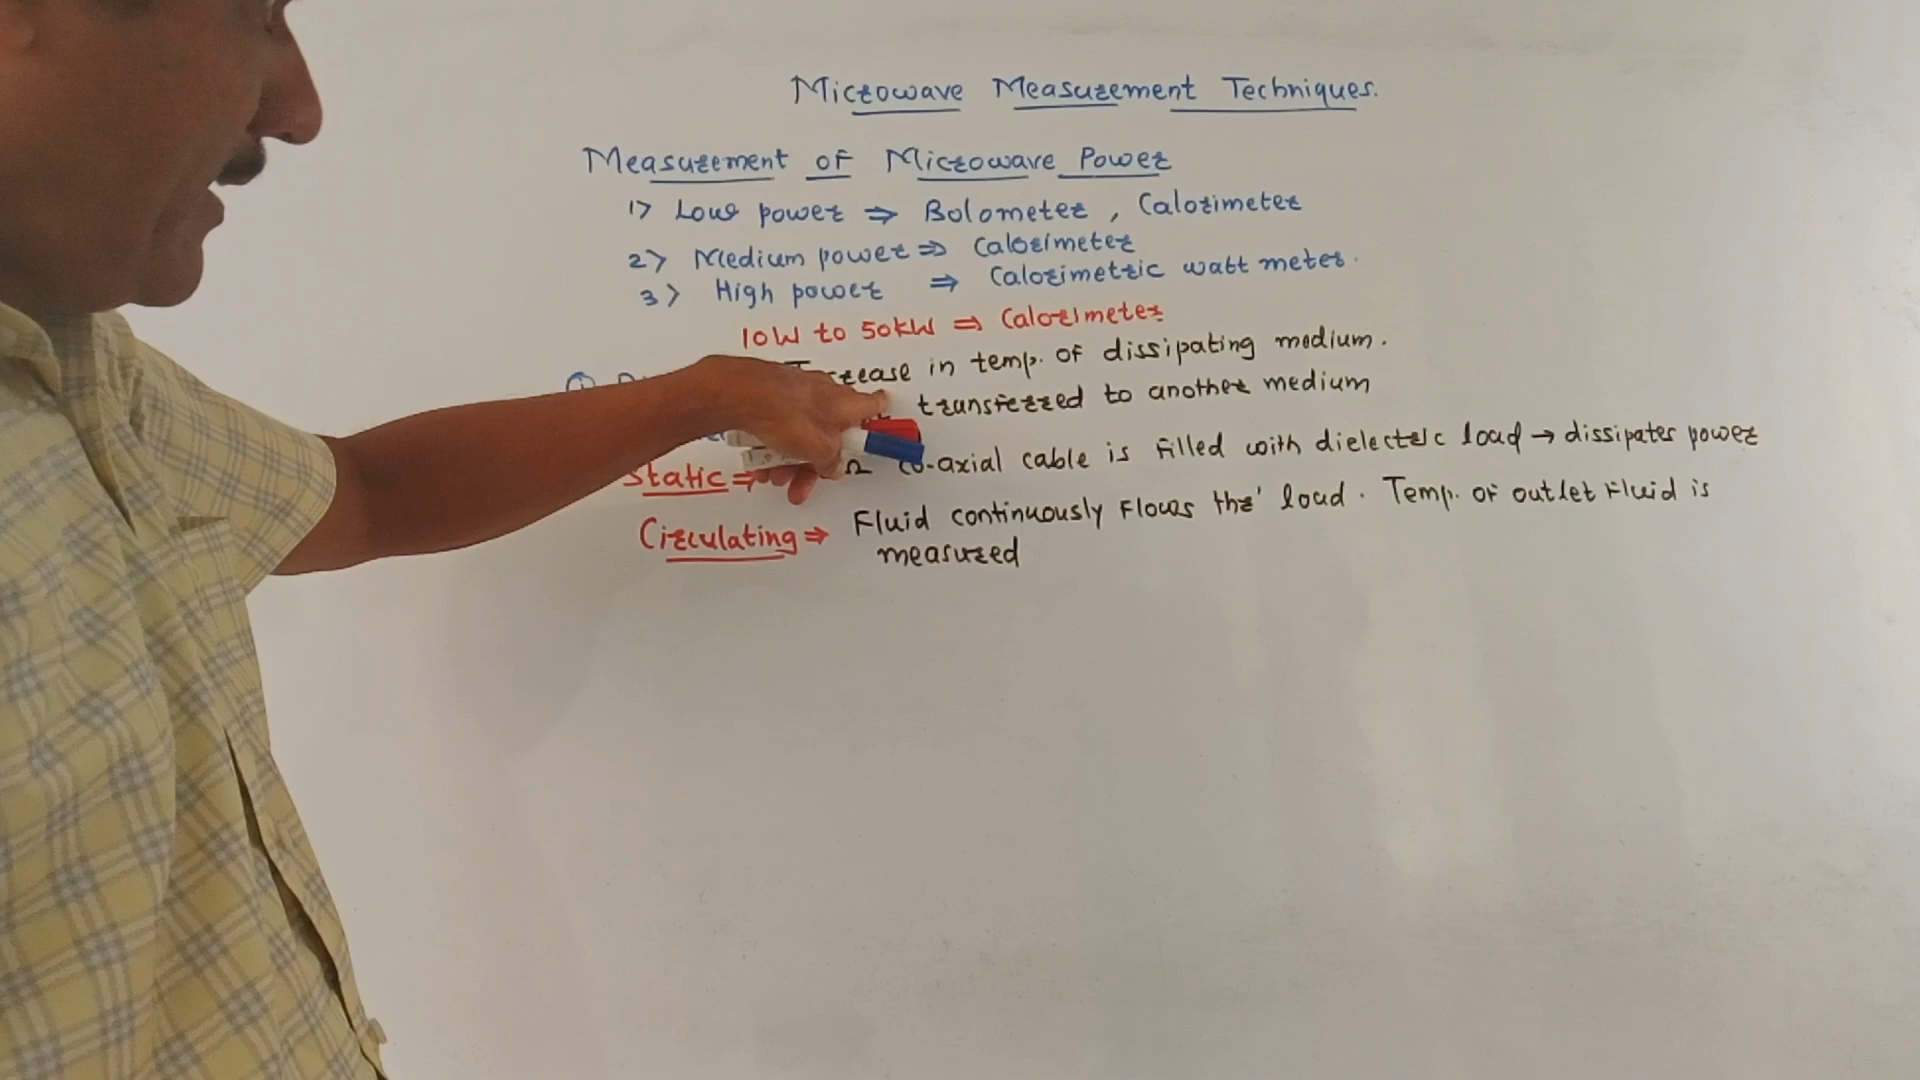 Microwave Measurement Techniques.
Measurement of Microwave Power
1> Low power ⇒ Bolometer, Calorimeter
2> Medium power ⇒ Calorimeter
3> High power ⇒ Calorimetric watt meter.
10W to 50kW ⇒ Calorimeter
in temp. of dissipating medium.
transferred to another medium
co-axial cable is filled with dielectric load → dissipates power
Static ⇒
Circulating ⇒ Fluid continuously flows thr' load. Temp. of outlet fluid is
measured